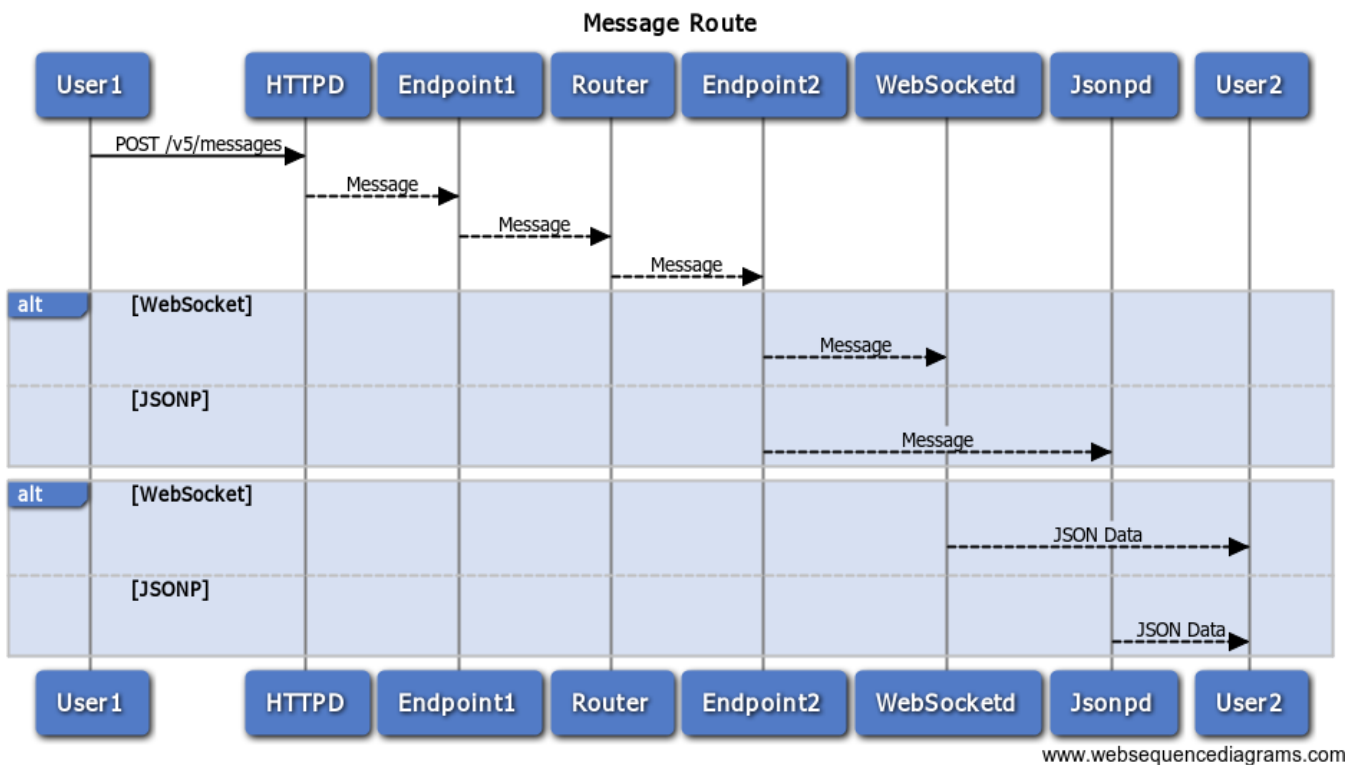 Message Route
User1 HTTPD Endpoint1 Router Endpoint2 WebSocketd Jsonpd User2
POST /v5/messages
Message
Message
Message
alt [WebSocket]
Message
[JSONP]
Message
alt [WebSocket]
JSON Data
[JSONP]
JSON Data
User1 HTTPD Endpoint1 Router Endpoint2 WebSocketd Jsonpd User2
www.websequencediagrams.com